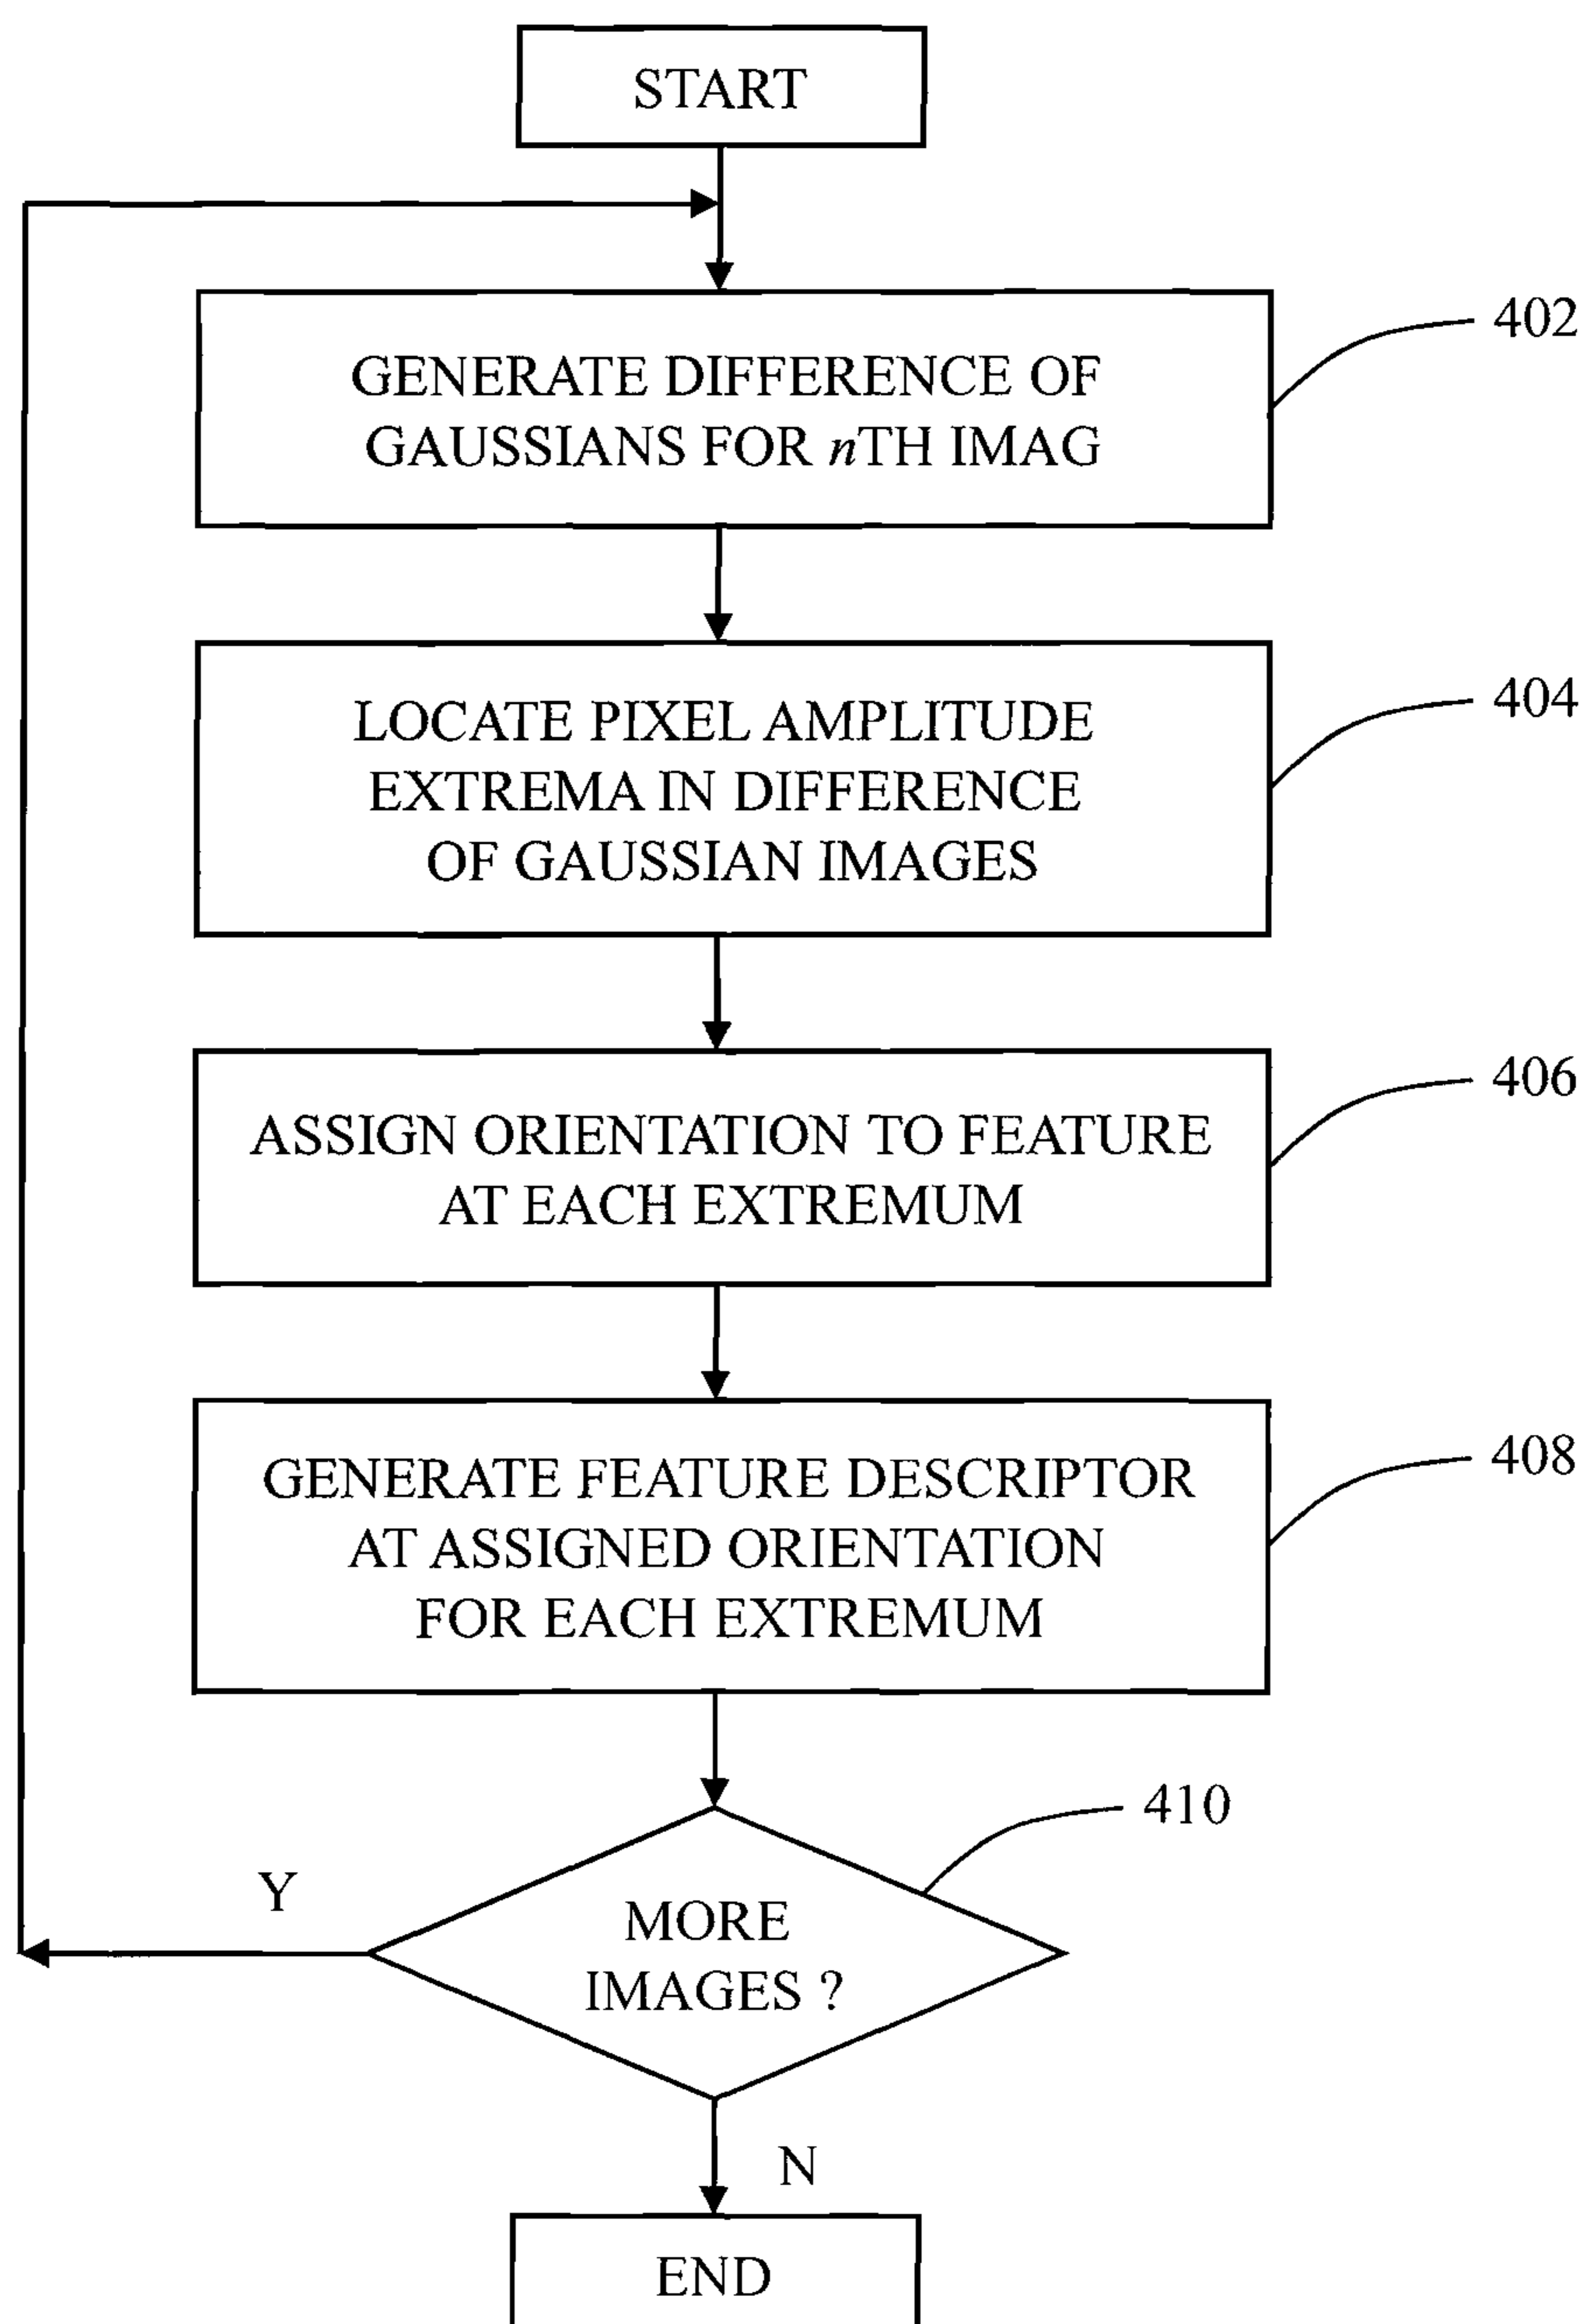 START
402
GENERATE DIFFERENCE OF
GAUSSIANS FOR nTH IMAG
404
LOCATE PIXEL AMPLITUDE
EXTREMA IN DIFFERENCE
OF GAUSSIAN IMAGES
406
ASSIGN ORIENTATION TO FEATURE
AT EACH EXTREMUM
408
GENERATE FEATURE DESCRIPTOR
AT ASSIGNED ORIENTATION
FOR EACH EXTREMUM
410
Y
MORE
IMAGES ?
N
END